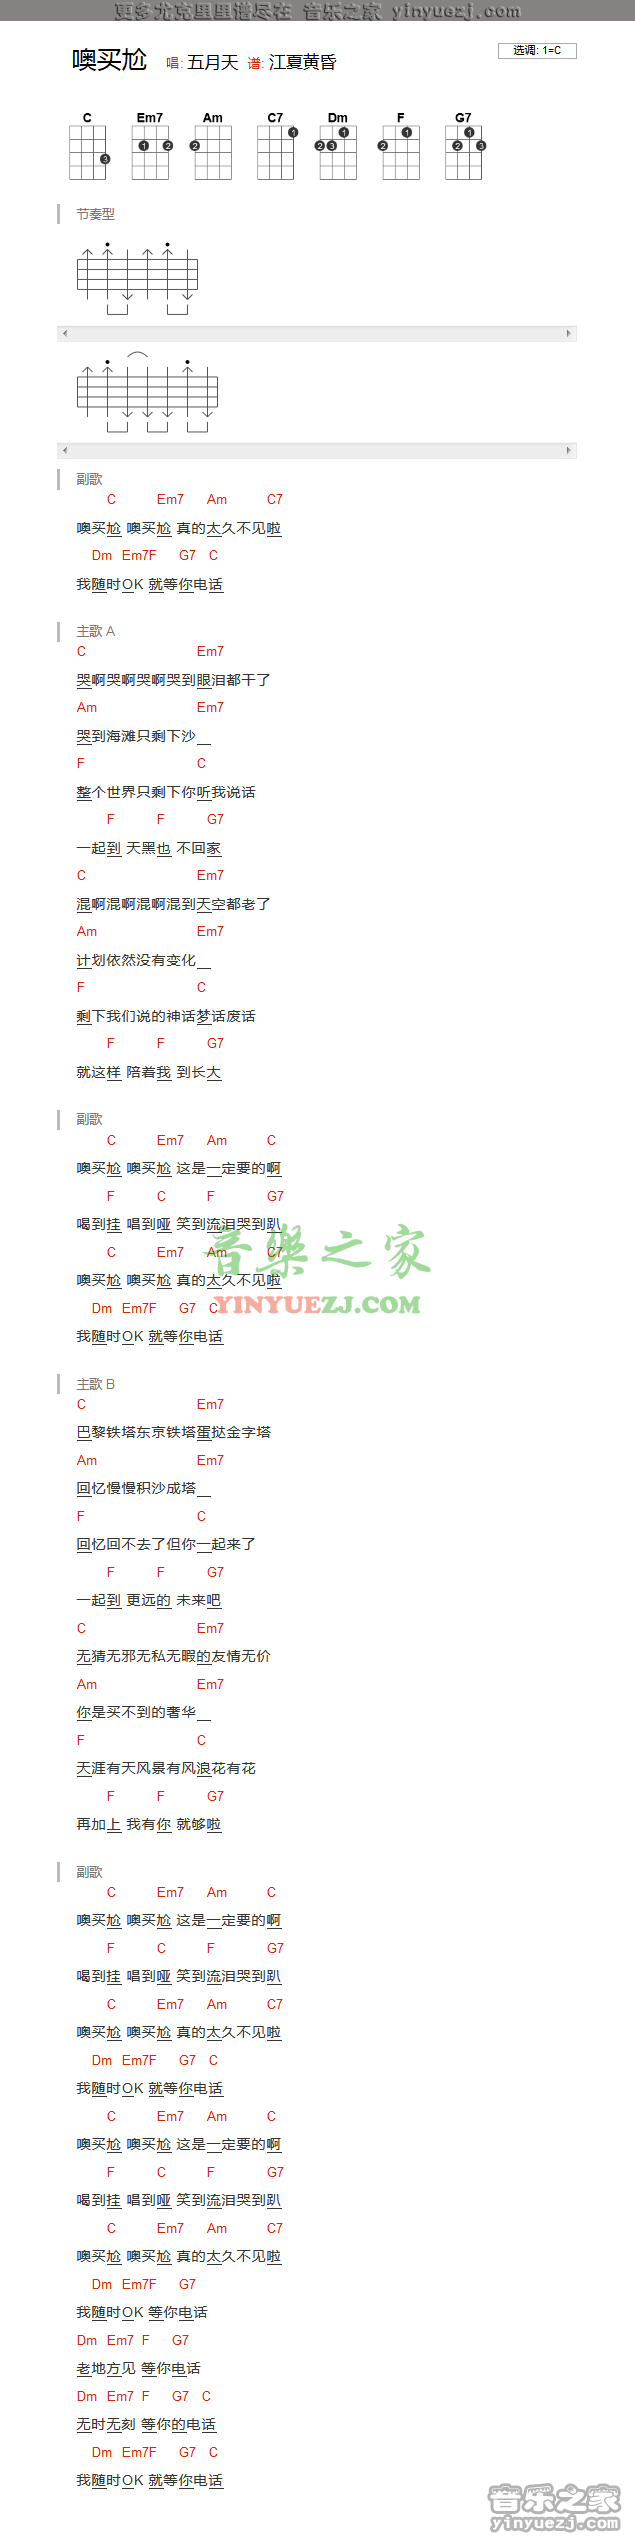 更多尤克里里谱尽在 音乐之家 yinyuezj.com
噢买尬 唱: 五月天 谱: 江夏黄昏
选调: 1=C
C Em7 Am C7 Dm F G7
3 1 2 2 1 2 3 1 2 1 2 1 3
节奏型
副歌
C Em7 Am C7
噢买尬 噢买尬 真的太久不见啦
Dm Em7F G7 C
我随时OK 就等你电话
主歌 A
C Em7
哭啊哭啊哭啊哭到眼泪都干了
Am Em7
哭到海滩只剩下沙__
F C
整个世界只剩下你听我说话
F F G7
一起到 天黑也 不回家
C Em7
混啊混啊混啊混到天空都老了
Am Em7
计划依然没有变化__
F C
剩下我们说的神话梦话废话
F F G7
就这样 陪着我 到长大
副歌
C Em7 Am C
噢买尬 噢买尬 这是一定要的啊
F C F G7
喝到挂 唱到哑 笑到流泪哭到趴
C Em7 Am C7
噢买尬 噢买尬 真的太久不见啦
Dm Em7F G7 C
我随时OK 就等你电话
音樂之家
YINYUEZJ.COM
主歌 B
C Em7
巴黎铁塔东京铁塔蛋挞金字塔
Am Em7
回忆慢慢积沙成塔__
F C
回忆回不去了但你一起来了
F F G7
一起到 更远的 未来吧
C Em7
无猜无邪无私无暇的友情无价
Am Em7
你是买不到的奢华__
F C
天涯有天风景有风浪花有花
F F G7
再加上 我有你 就够啦
副歌
C Em7 Am C
噢买尬 噢买尬 这是一定要的啊
F C F G7
喝到挂 唱到哑 笑到流泪哭到趴
C Em7 Am C7
噢买尬 噢买尬 真的太久不见啦
Dm Em7F G7 C
我随时OK 就等你电话
C Em7 Am C
噢买尬 噢买尬 这是一定要的啊
F C F G7
喝到挂 唱到哑 笑到流泪哭到趴
C Em7 Am C7
噢买尬 噢买尬 真的太久不见啦
Dm Em7F G7
我随时OK 等你电话
Dm Em7 F G7
老地方见 等你电话
Dm Em7 F G7 C
无时无刻 等你的电话
Dm Em7F G7 C
我随时OK 就等你电话
音乐之家
yinyuezj.com